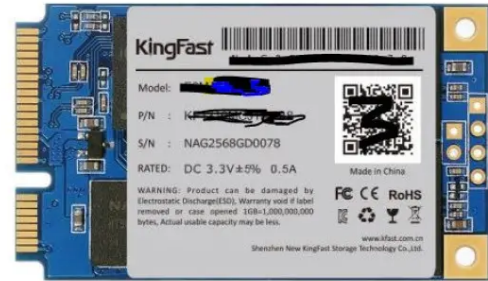 KingFast
Model:
P/N :
S/N : NAG2568GD0078
RATED: DC 3.3V±5% 0.5A
WARNING: Product can be damaged by
Electrostatic Discharge(ESD), Warranty void if label
removed or case opened 1GB=1,000,000,000
bytes, Actual usable capacity may be less.
Made in China
FC CE RoHS
www.kfast.com.cn
Shenzhen New KingFast Storage Technology Co.,Ltd.